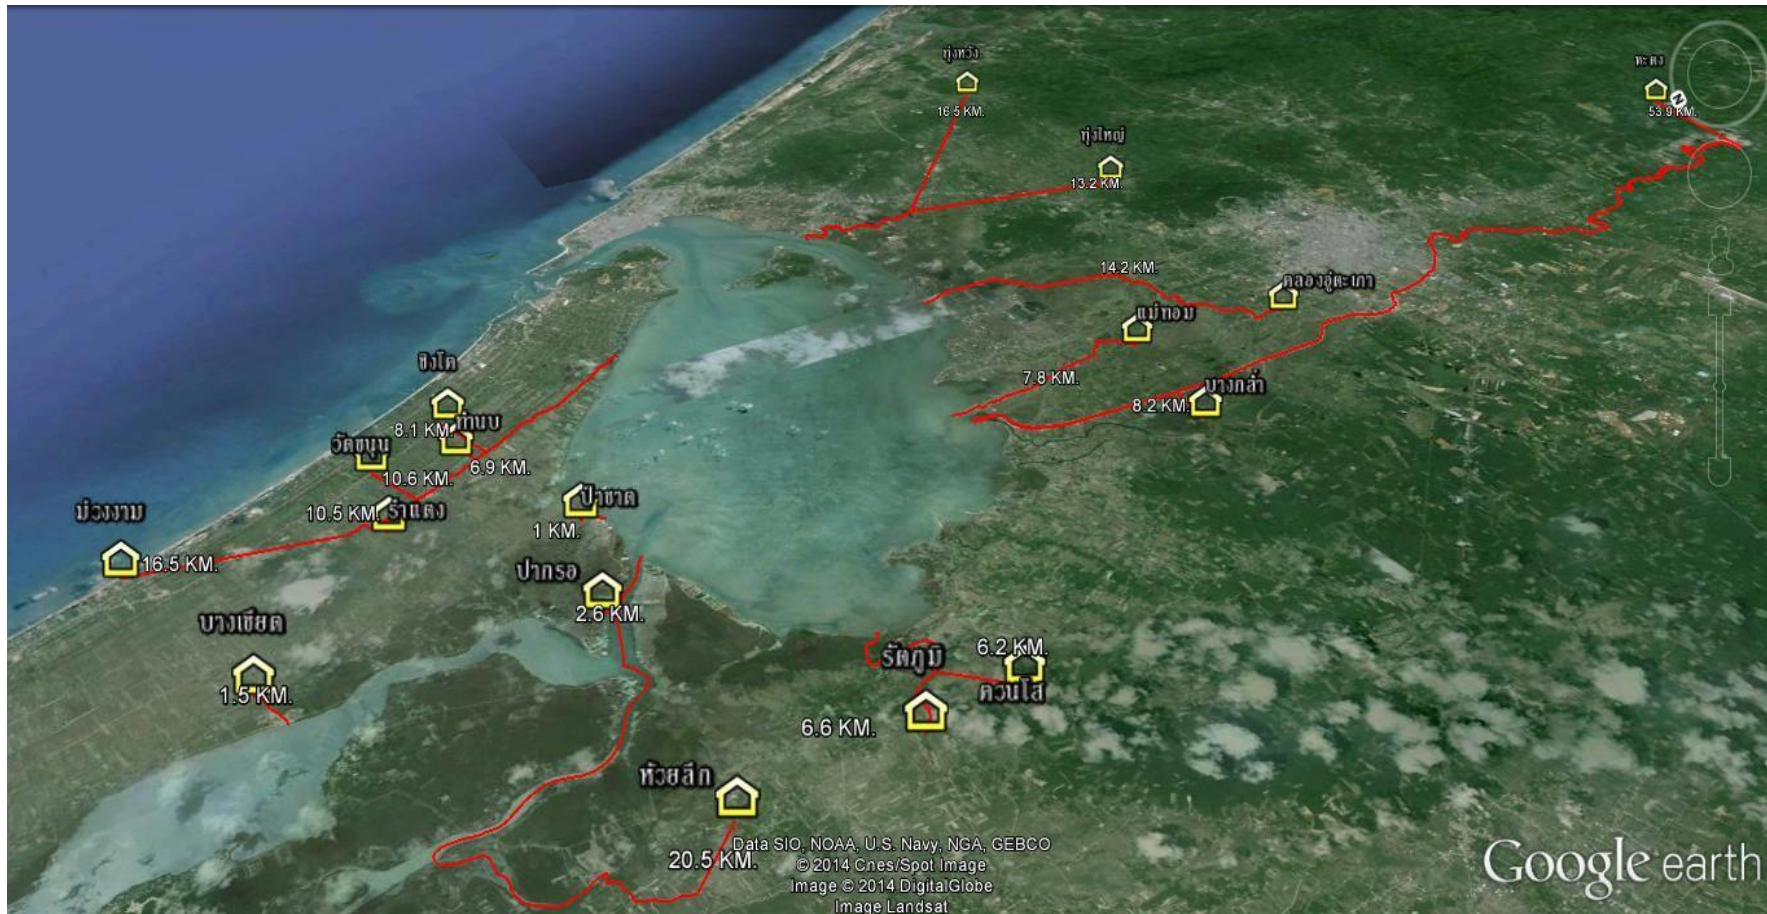 ทุ่งหวัง
16.5 KM.
พะตง
N
53.9 KM.
ทุ่งใหญ่
13.2 KM.
14.2 KM.
คลองอู่ตะเภา
แม่ทอม
7.8 KM.
บางกล่ำ
8.2 KM.
ชิงโค
8.1 KM.
ทำนบ
วัดขนุน
10.6 KM.
6.9 KM.
ม่วงงาม
16.5 KM.
10.5 KM.
รำแดง
ป่าขาด
1 KM.
ปากรอ
2.6 KM.
บางเขียด
1.5 KM.
รัตภูมิ
6.6 KM.
6.2 KM.
ควนโส
ห้วยลึก
20.5 KM.
Data SIO, NOAA, U.S. Navy, NGA, GEBCO
© 2014 Cnes/Spot Image
Image © 2014 DigitalGlobe
Image Landsat
Google earth